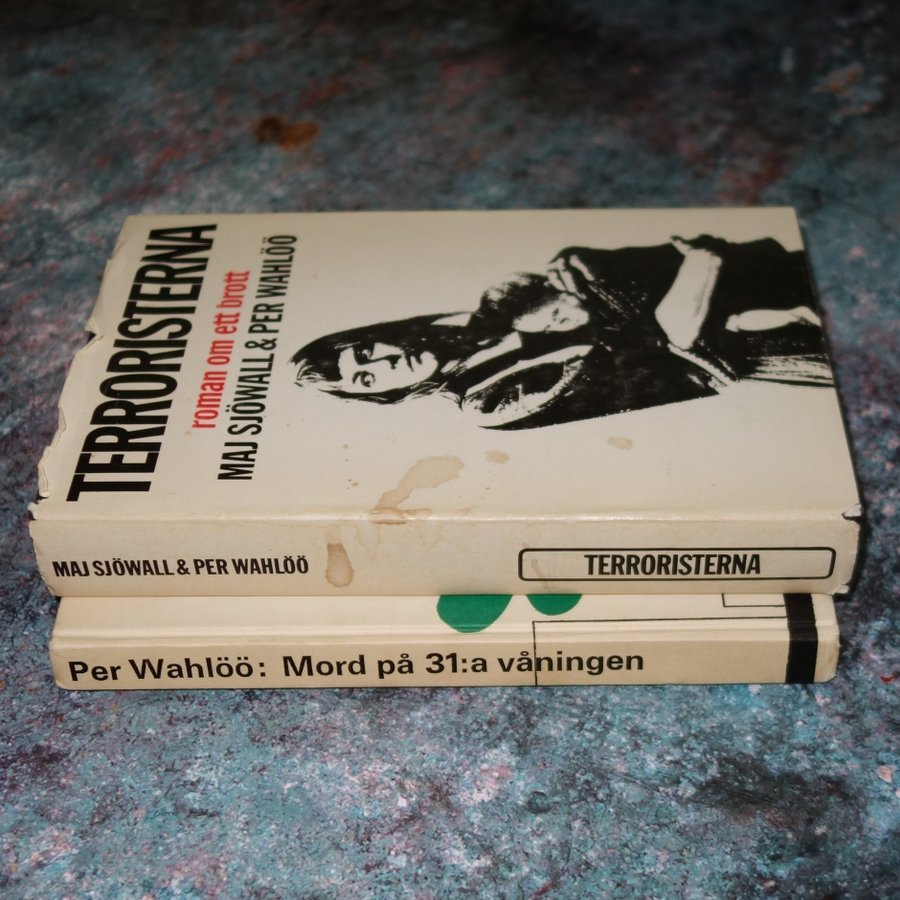 TERRORISTERNA
roman om ett brott
MAJ SJÖWALL & PER WAHLÖÖ
MAJ SJÖWALL & PER WAHLÖÖ
TERRORISTERNA
Per Wahlöö: Mord på 31:a våningen